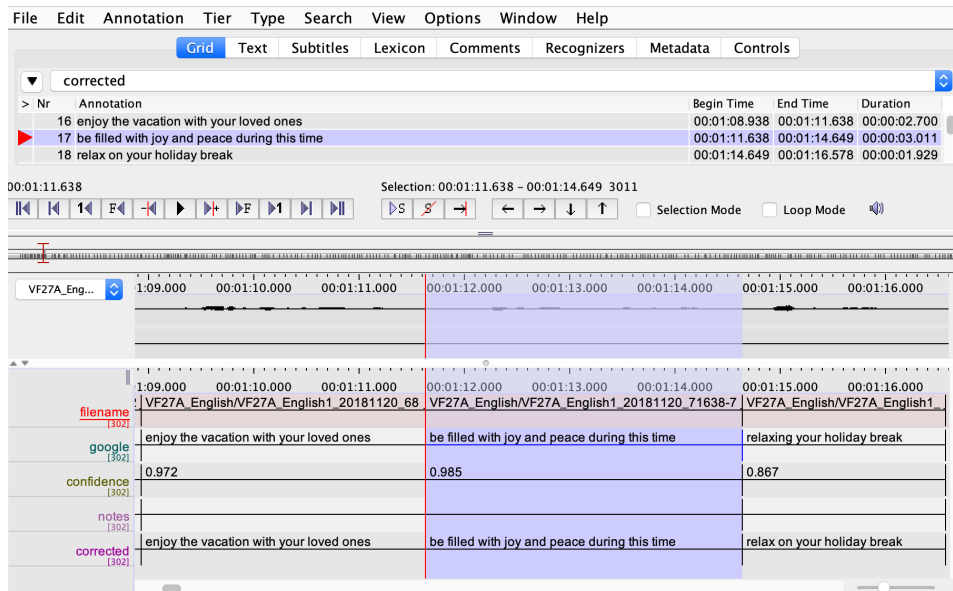 File Edit Annotation Tier Type Search View Options Window Help
Grid Text Subtitles Lexicon Comments Recognizers Metadata Controls
corrected
> Nr Annotation Begin Time End Time Duration
16 enjoy the vacation with your loved ones 00:01:08.938 00:01:11.638 00:00:02.700
17 be filled with joy and peace during this time 00:01:11.638 00:01:14.649 00:00:03.011
18 relax on your holiday break 00:01:14.649 00:01:16.578 00:00:01.929
00:01:11.638 Selection: 00:01:11.638 - 00:01:14.649 3011
1 F - + F 1 S S Selection Mode Loop Mode
VF27A_Eng... 1:09.000 00:01:10.000 00:01:11.000 00:01:12.000 00:01:13.000 00:01:14.000 00:01:15.000 00:01:16.000
1:09.000 00:01:10.000 00:01:11.000 00:01:12.000 00:01:13.000 00:01:14.000 00:01:15.000 00:01:16.000
filename VF27A_English/VF27A_English1_20181120_68 VF27A_English/VF27A_English1_20181120_71638-7 VF27A_English/VF27A_English1_
[302]
google enjoy the vacation with your loved ones be filled with joy and peace during this time relaxing your holiday break
[302]
confidence 0.972 0.985 0.867
[302]
notes
[302]
corrected enjoy the vacation with your loved ones be filled with joy and peace during this time relax on your holiday break
[302]